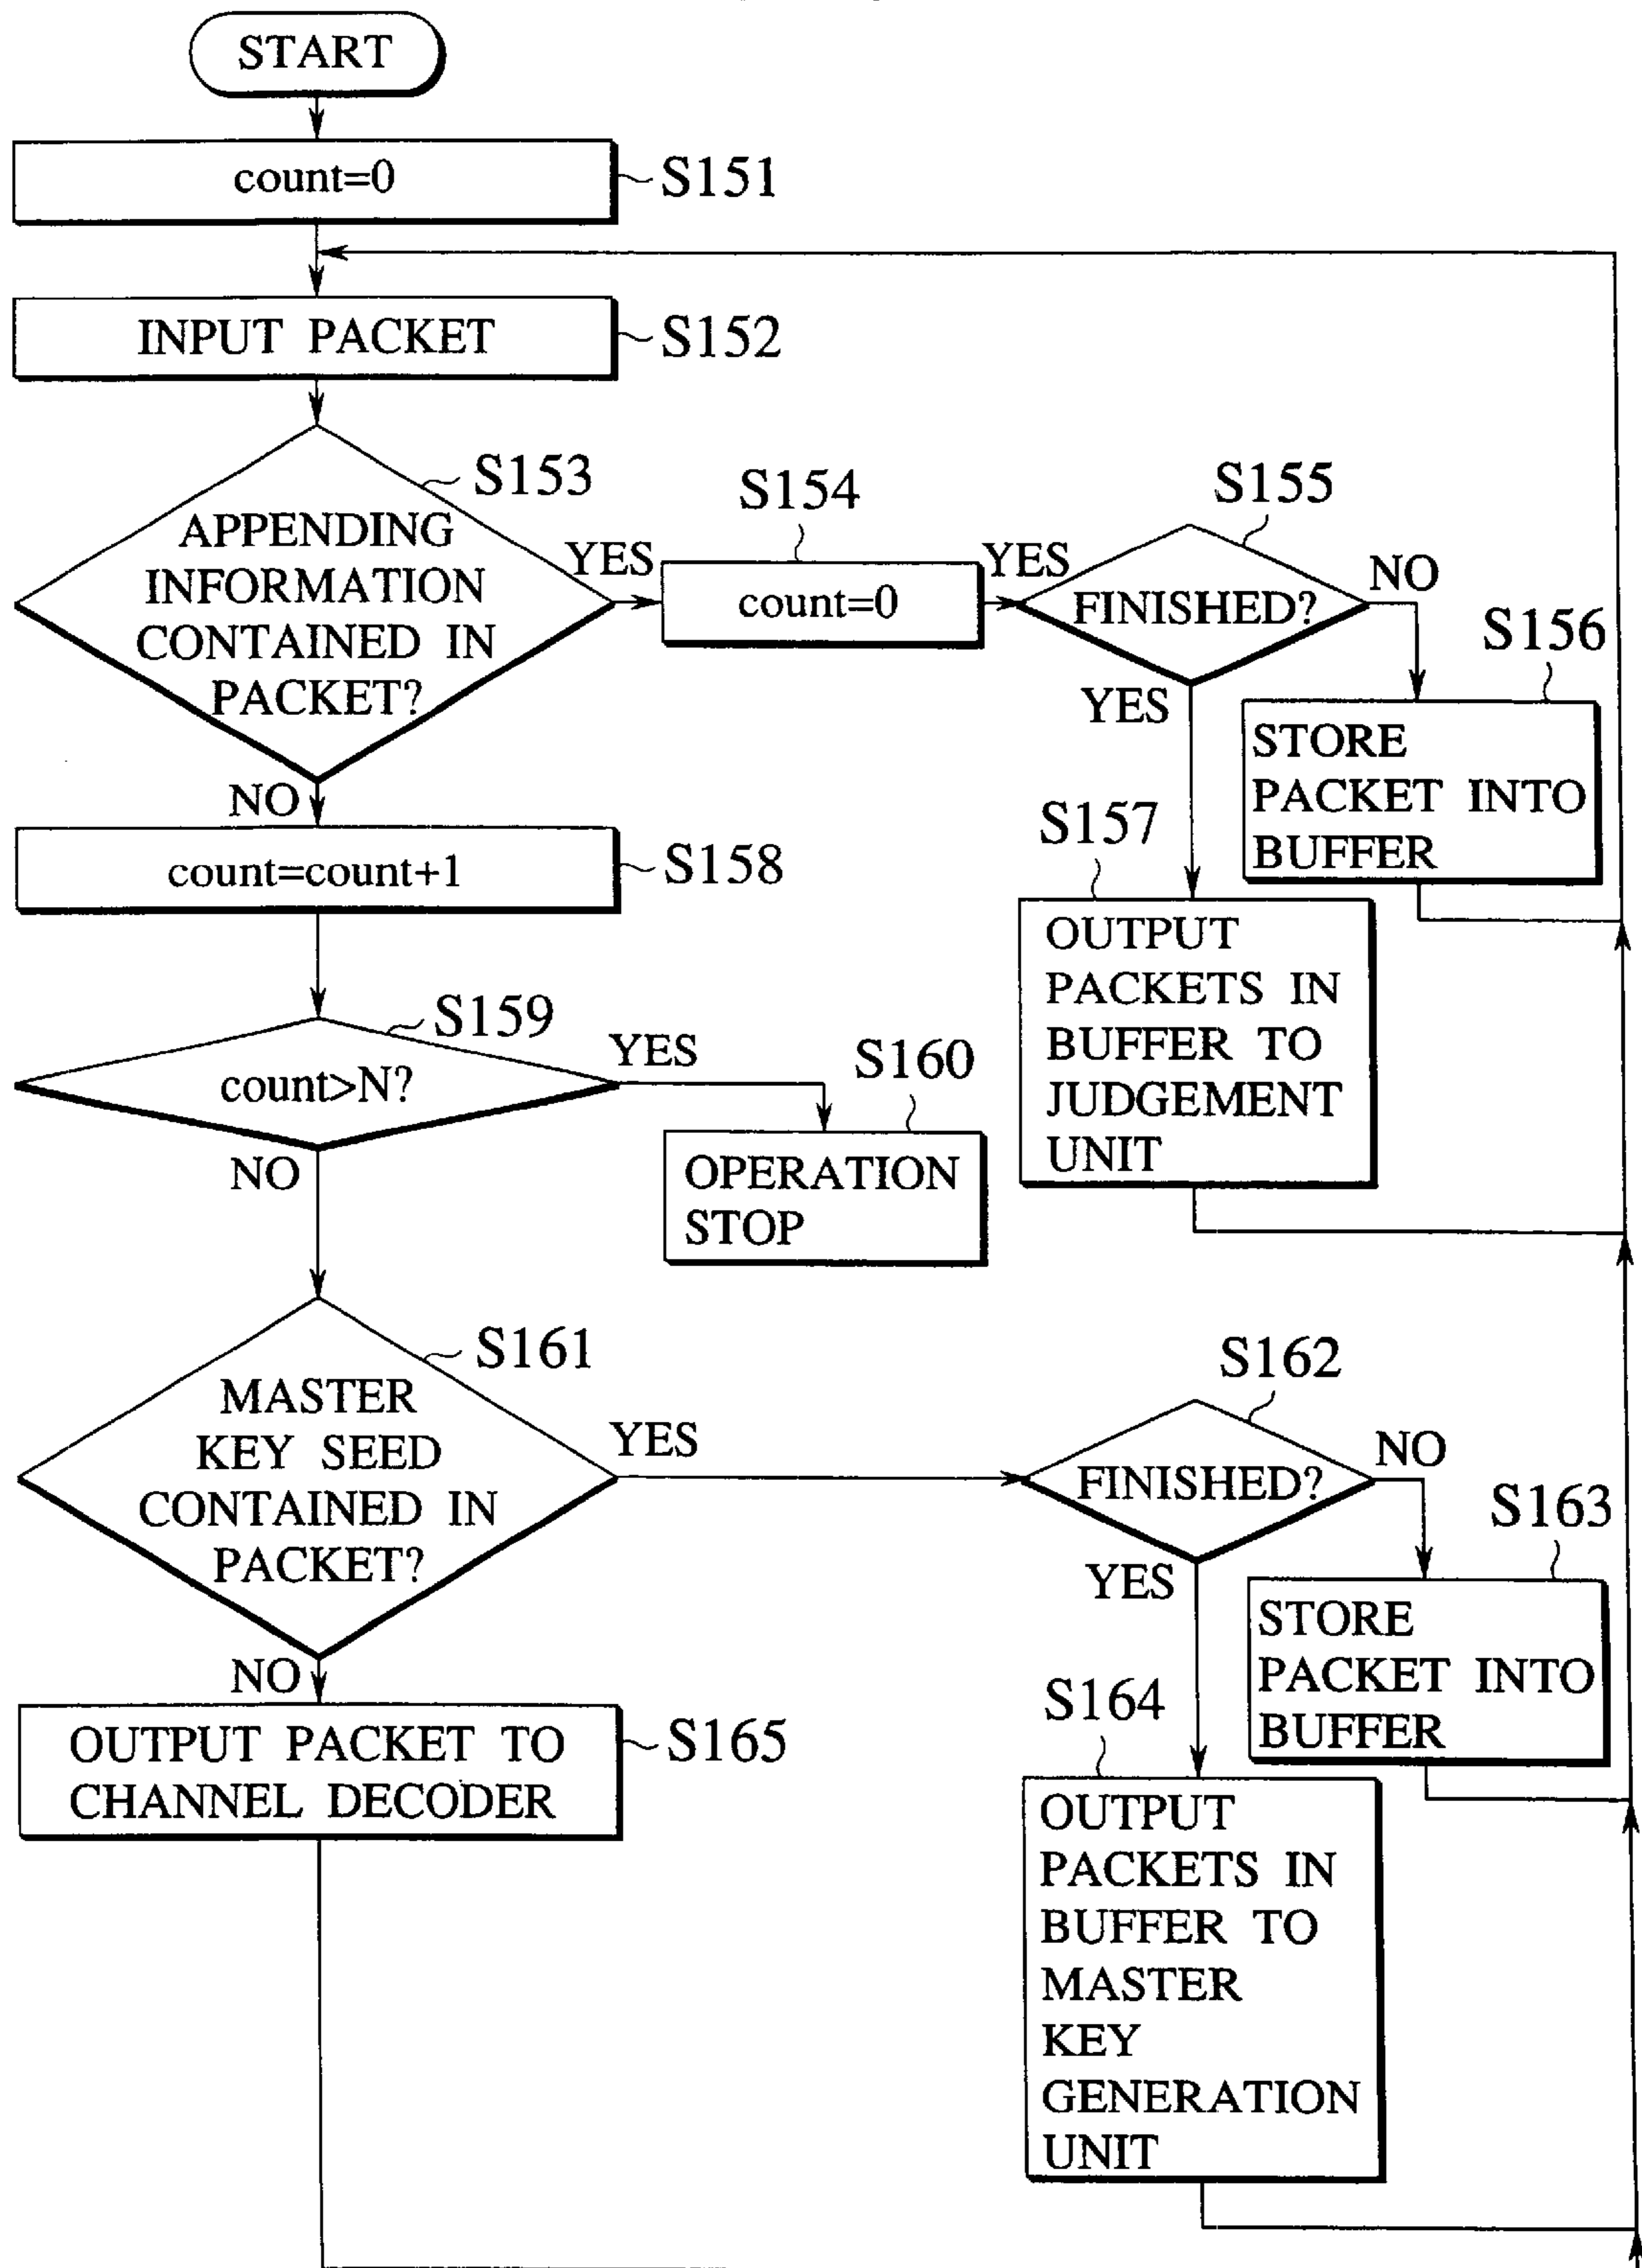 START
count=0
S151
INPUT PACKET
S152
S153
APPENDING
INFORMATION
CONTAINED IN
PACKET?
YES
S154
count=0
YES
S155
FINISHED?
NO
S156
STORE
PACKET INTO
BUFFER
YES
S157
OUTPUT
PACKETS IN
BUFFER TO
JUDGEMENT
UNIT
NO
count=count+1
S158
S159
count>N?
YES
S160
OPERATION
STOP
NO
S161
MASTER
KEY SEED
CONTAINED IN
PACKET?
YES
S162
FINISHED?
NO
S163
STORE
PACKET INTO
BUFFER
YES
S164
OUTPUT
PACKETS IN
BUFFER TO
MASTER
KEY
GENERATION
UNIT
NO
OUTPUT PACKET TO
CHANNEL DECODER
S165